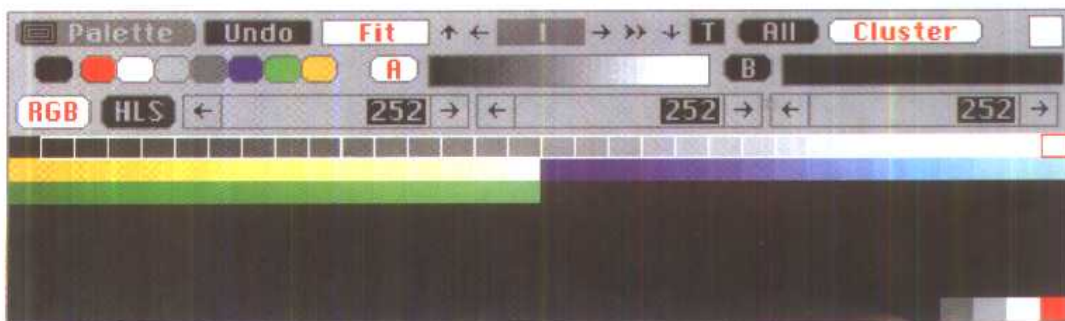 Palette Undo Fit T All Cluster
A B
RGB HLS 252 252 252